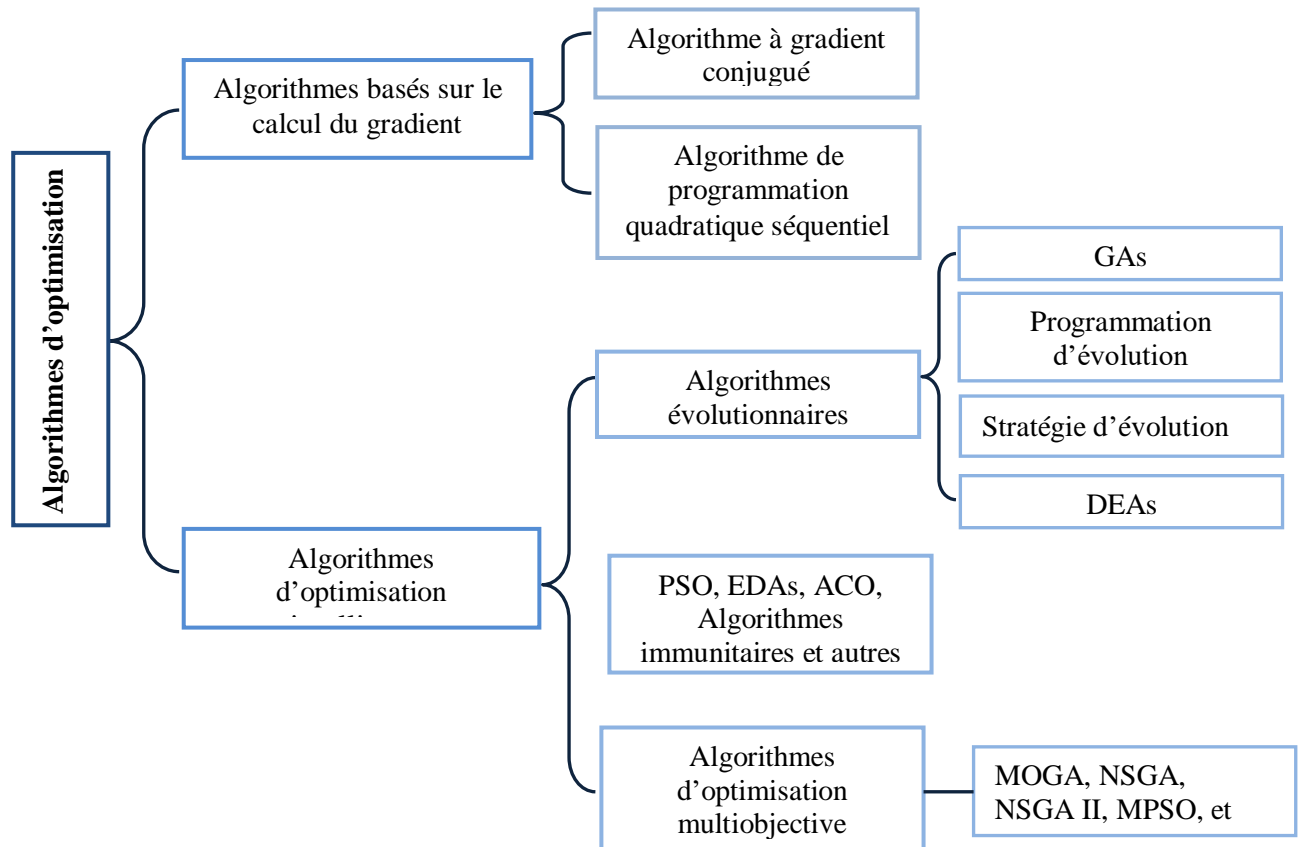 Algorithmes d’optimisation
Algorithmes basés sur le
calcul du gradient
Algorithme à gradient
conjugué
Algorithme de
programmation
quadratique séquentiel
Algorithmes
d’optimisation
Algorithmes
évolutionnaires
GAs
Programmation
d’évolution
Stratégie d’évolution
DEAs
PSO, EDAs, ACO,
Algorithmes
immunitaires et autres
Algorithmes
d’optimisation
multiobjective
MOGA, NSGA,
NSGA II, MPSO, et